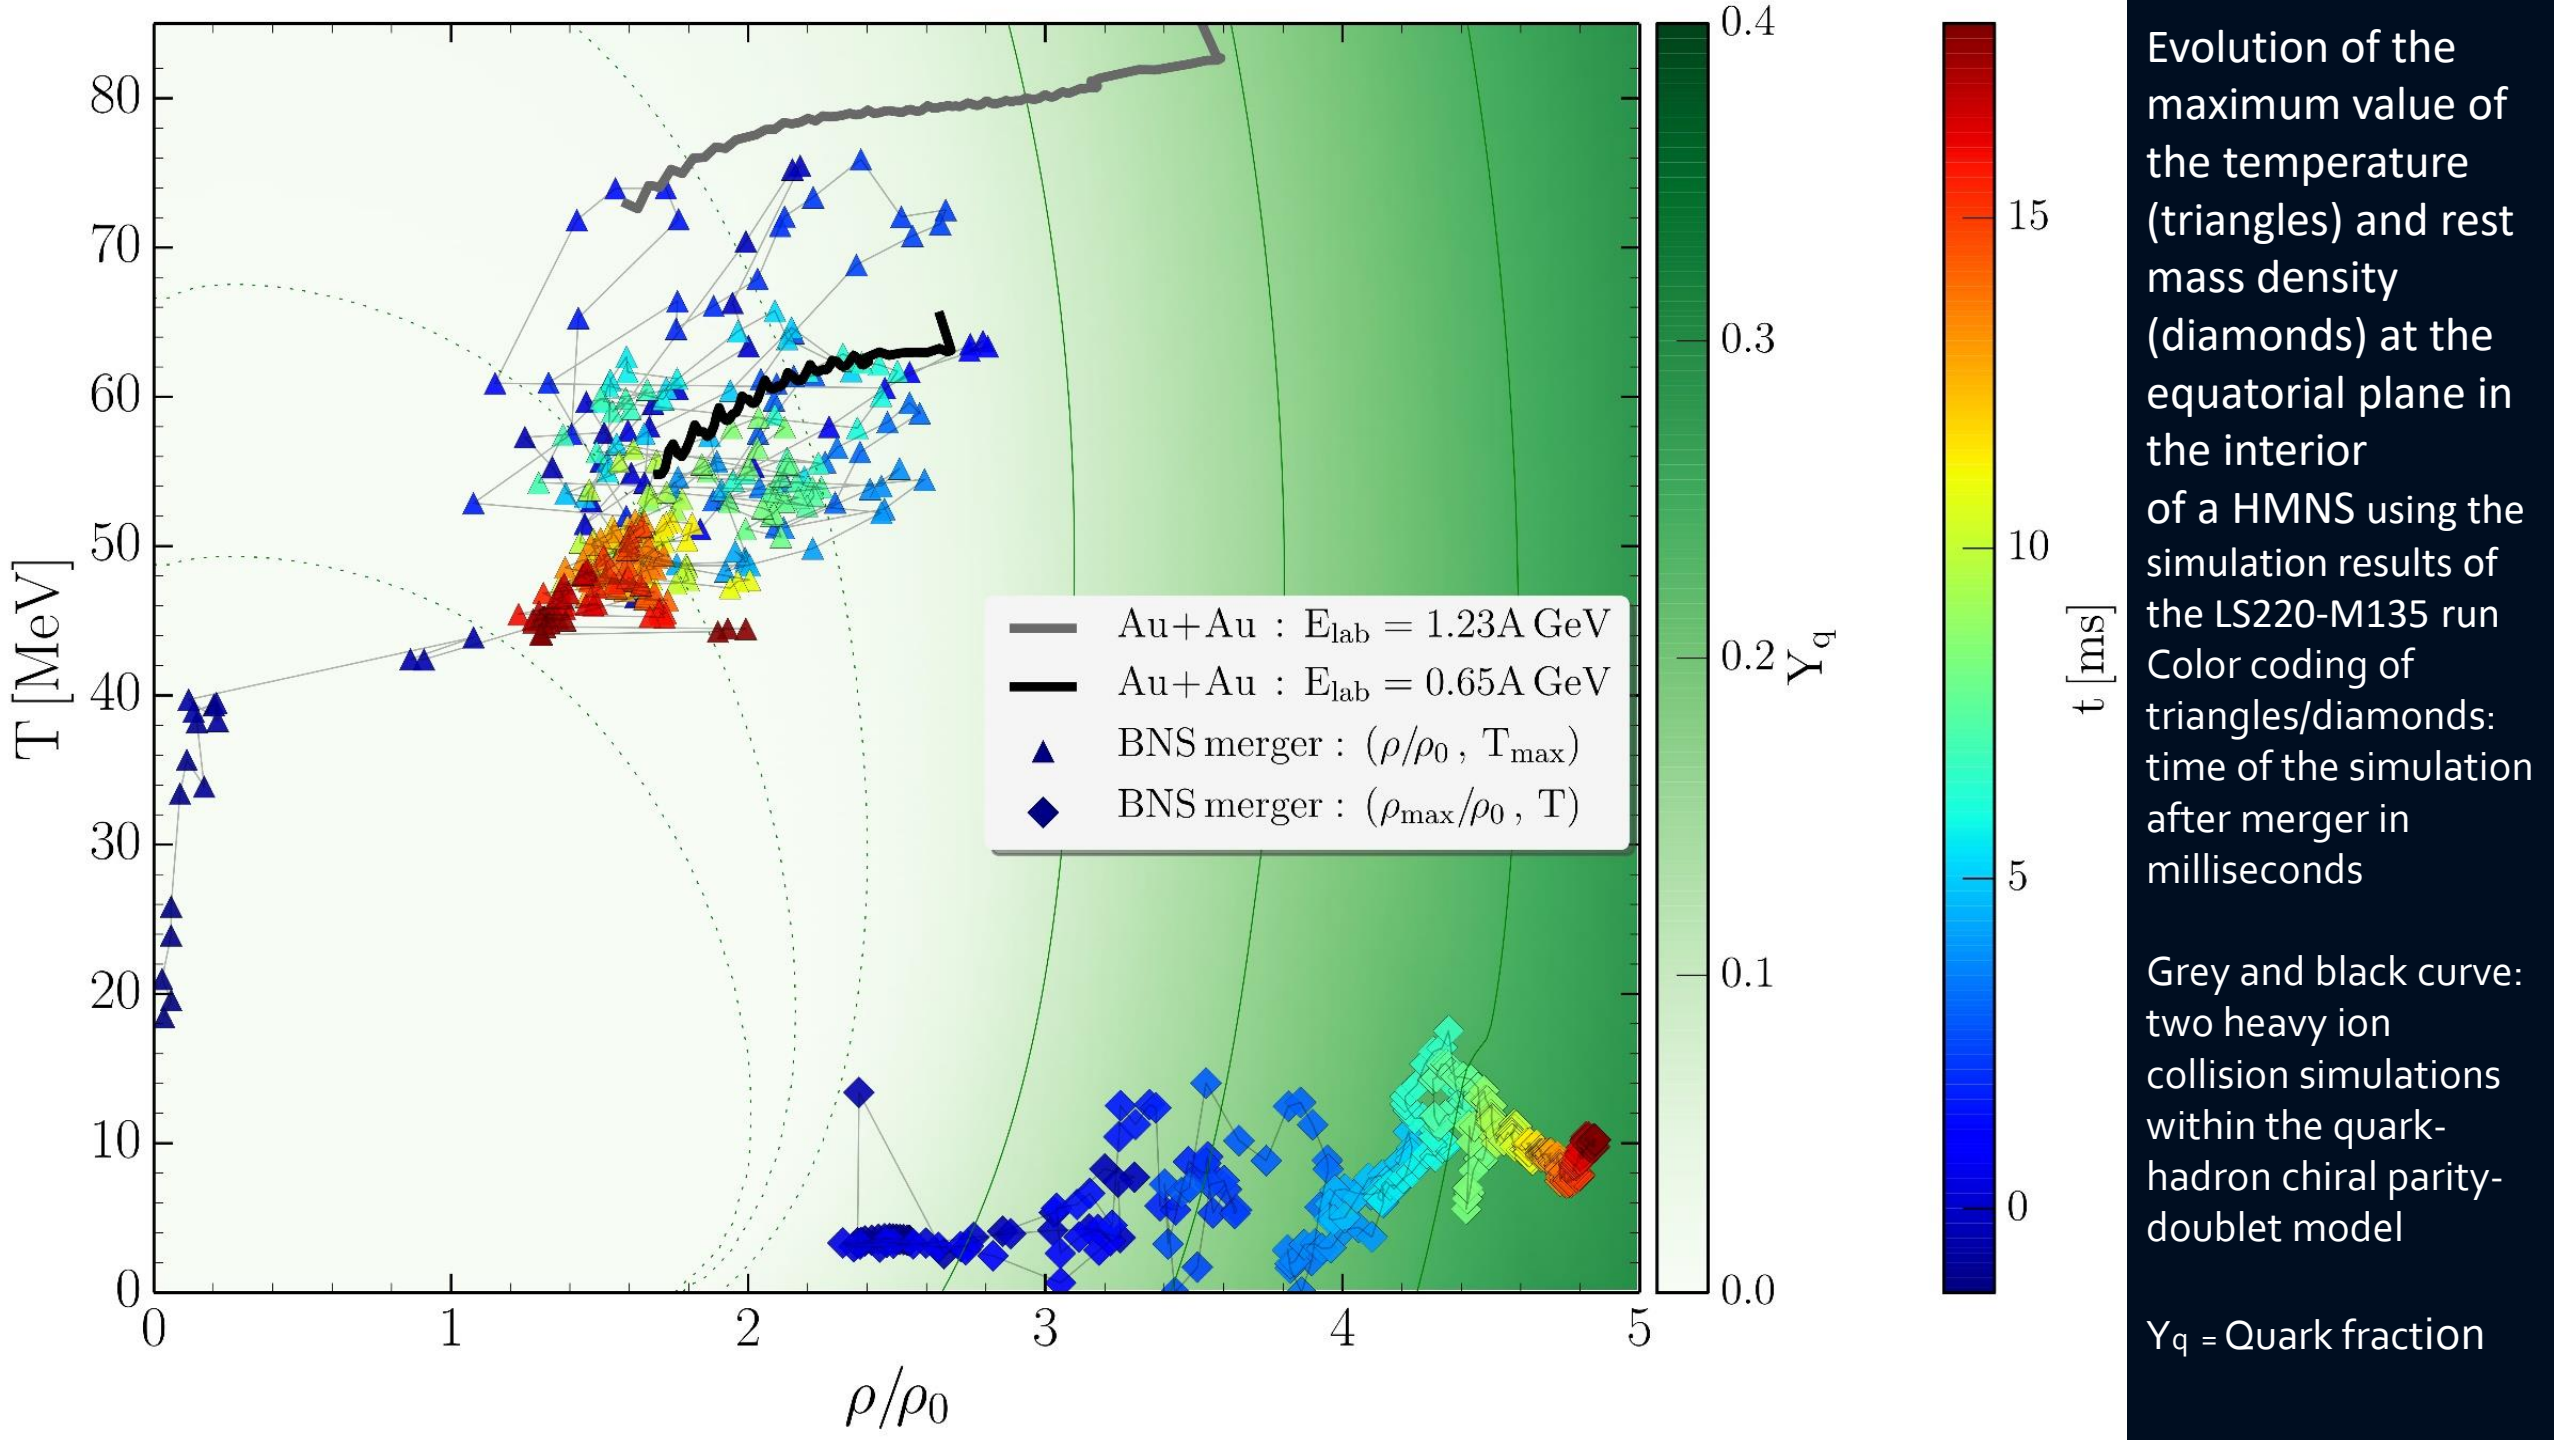 80
70
60
50
40
30
20
10
0
T [MeV]
0
1
2
3
4
5
ρ/ρ0
Au+Au : Elab = 1.23A GeV
Au+Au : Elab = 0.65A GeV
BNS merger : (ρ/ρ0 , Tmax)
BNS merger : (ρmax/ρ0 , T)
0.4
0.3
0.2
0.1
0.0
Yq
15
10
5
0
t [ms]
Evolution of the
maximum value of
the temperature
(triangles) and rest
mass density
(diamonds) at the
equatorial plane in
the interior
of a HMNS using the
simulation results of
the LS220-M135 run
Color coding of
triangles/diamonds:
time of the simulation
after merger in
milliseconds
Grey and black curve:
two heavy ion
collision simulations
within the quark-
hadron chiral parity-
doublet model
Yq = Quark fraction